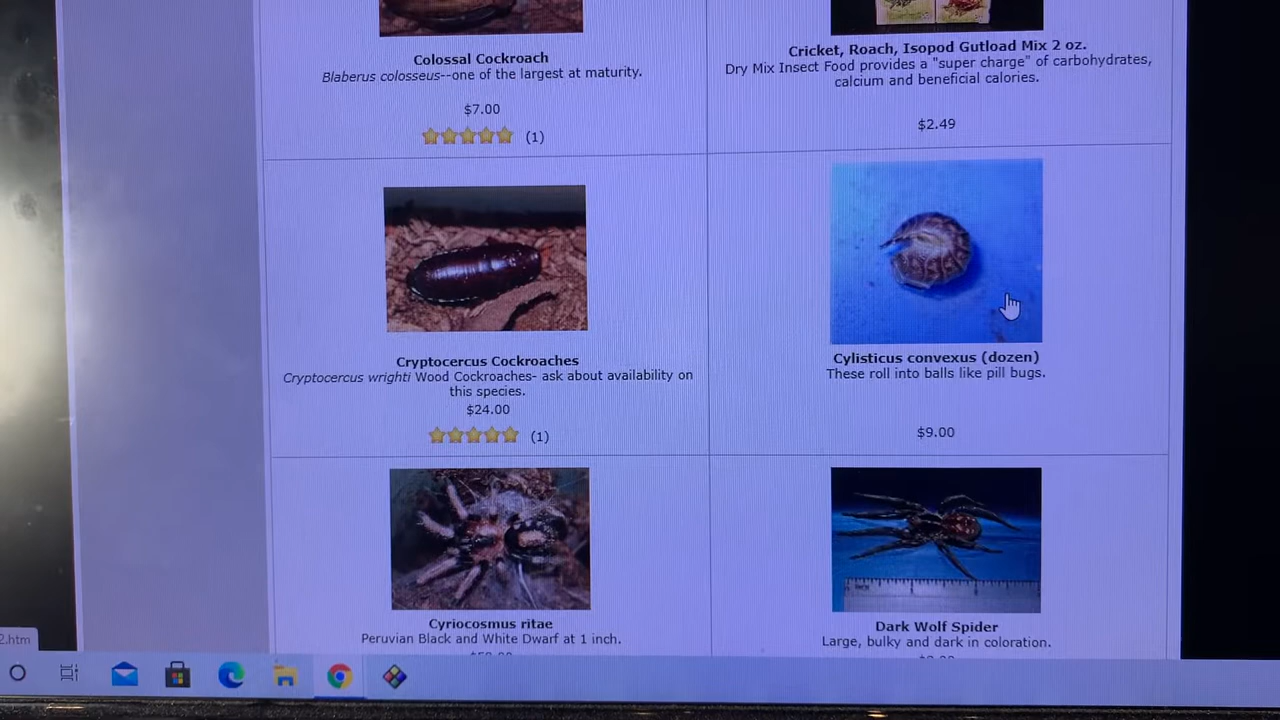 Colossal Cockroach
Blaberus colosseus--one of the largest at maturity.
$7.00
(1)
Cricket, Roach, Isopod Gutload Mix 2 oz.
Dry Mix Insect Food provides a "super charge" of carbohydrates,
calcium and beneficial calories.
$2.49
Cryptocercus Cockroaches
Cryptocercus wrighti Wood Cockroaches- ask about availability on
this species.
$24.00
(1)
Cylisticus convexus (dozen)
These roll into balls like pill bugs.
$9.00
Cyriocosmus ritae
Peruvian Black and White Dwarf at 1 inch.
Dark Wolf Spider
Large, bulky and dark in coloration.
2.htm